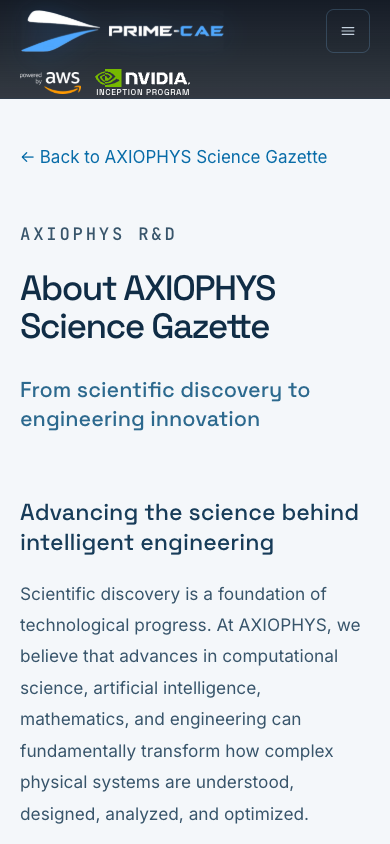 PRIME-CAE
powered by aws
NVIDIA.
INCEPTION PROGRAM
← Back to AXIOPHYS Science Gazette
AXIOPHYS R&D
About AXIOPHYS
Science Gazette
From scientific discovery to
engineering innovation
Advancing the science behind
intelligent engineering
Scientific discovery is a foundation of
technological progress. At AXIOPHYS, we
believe that advances in computational
science, artificial intelligence,
mathematics, and engineering can
fundamentally transform how complex
physical systems are understood,
designed, analyzed, and optimized.